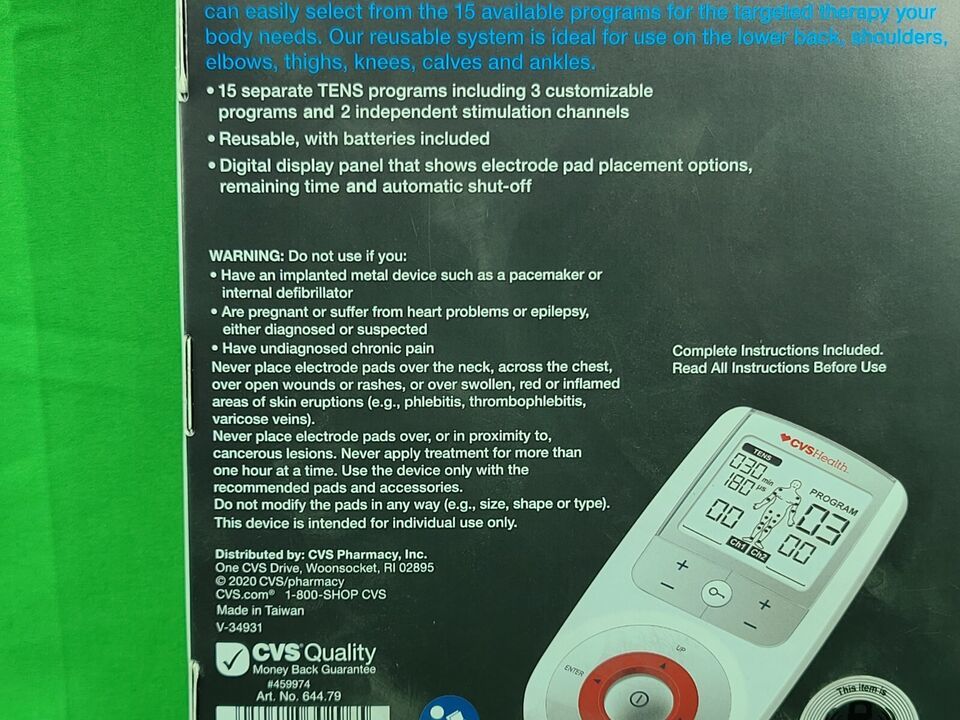 can easily select from the 15 available programs for the targeted therapy your
body needs. Our reusable system is ideal for use on the lower back, shoulders,
elbows, thighs, knees, calves and ankles.
• 15 separate TENS programs including 3 customizable
programs and 2 independent stimulation channels
• Reusable, with batteries included
• Digital display panel that shows electrode pad placement options,
remaining time and automatic shut-off
WARNING: Do not use if you:
• Have an implanted metal device such as a pacemaker or
internal defibrillator
• Are pregnant or suffer from heart problems or epilepsy,
either diagnosed or suspected
• Have undiagnosed chronic pain
Never place electrode pads over the neck, across the chest,
over open wounds or rashes, or over swollen, red or inflamed
areas of skin eruptions (e.g., phlebitis, thrombophlebitis,
varicose veins).
Never place electrode pads over, or in proximity to,
cancerous lesions. Never apply treatment for more than
one hour at a time. Use the device only with the
recommended pads and accessories.
Do not modify the pads in any way (e.g., size, shape or type).
This device is intended for individual use only.
Complete Instructions Included.
Read All Instructions Before Use
Distributed by: CVS Pharmacy, Inc.
One CVS Drive, Woonsocket, RI 02895
© 2020 CVS/pharmacy
CVS.com® 1-800-SHOP CVS
Made in Taiwan
V-34931
CVS Quality
Money Back Guarantee
#459974
Art. No. 644.79
CVSHealth.
TENS
030 min
180 µs
PROGRAM
03
00
00
Ch1 Ch2
+
+
−
−
UP
ENTER
This item is